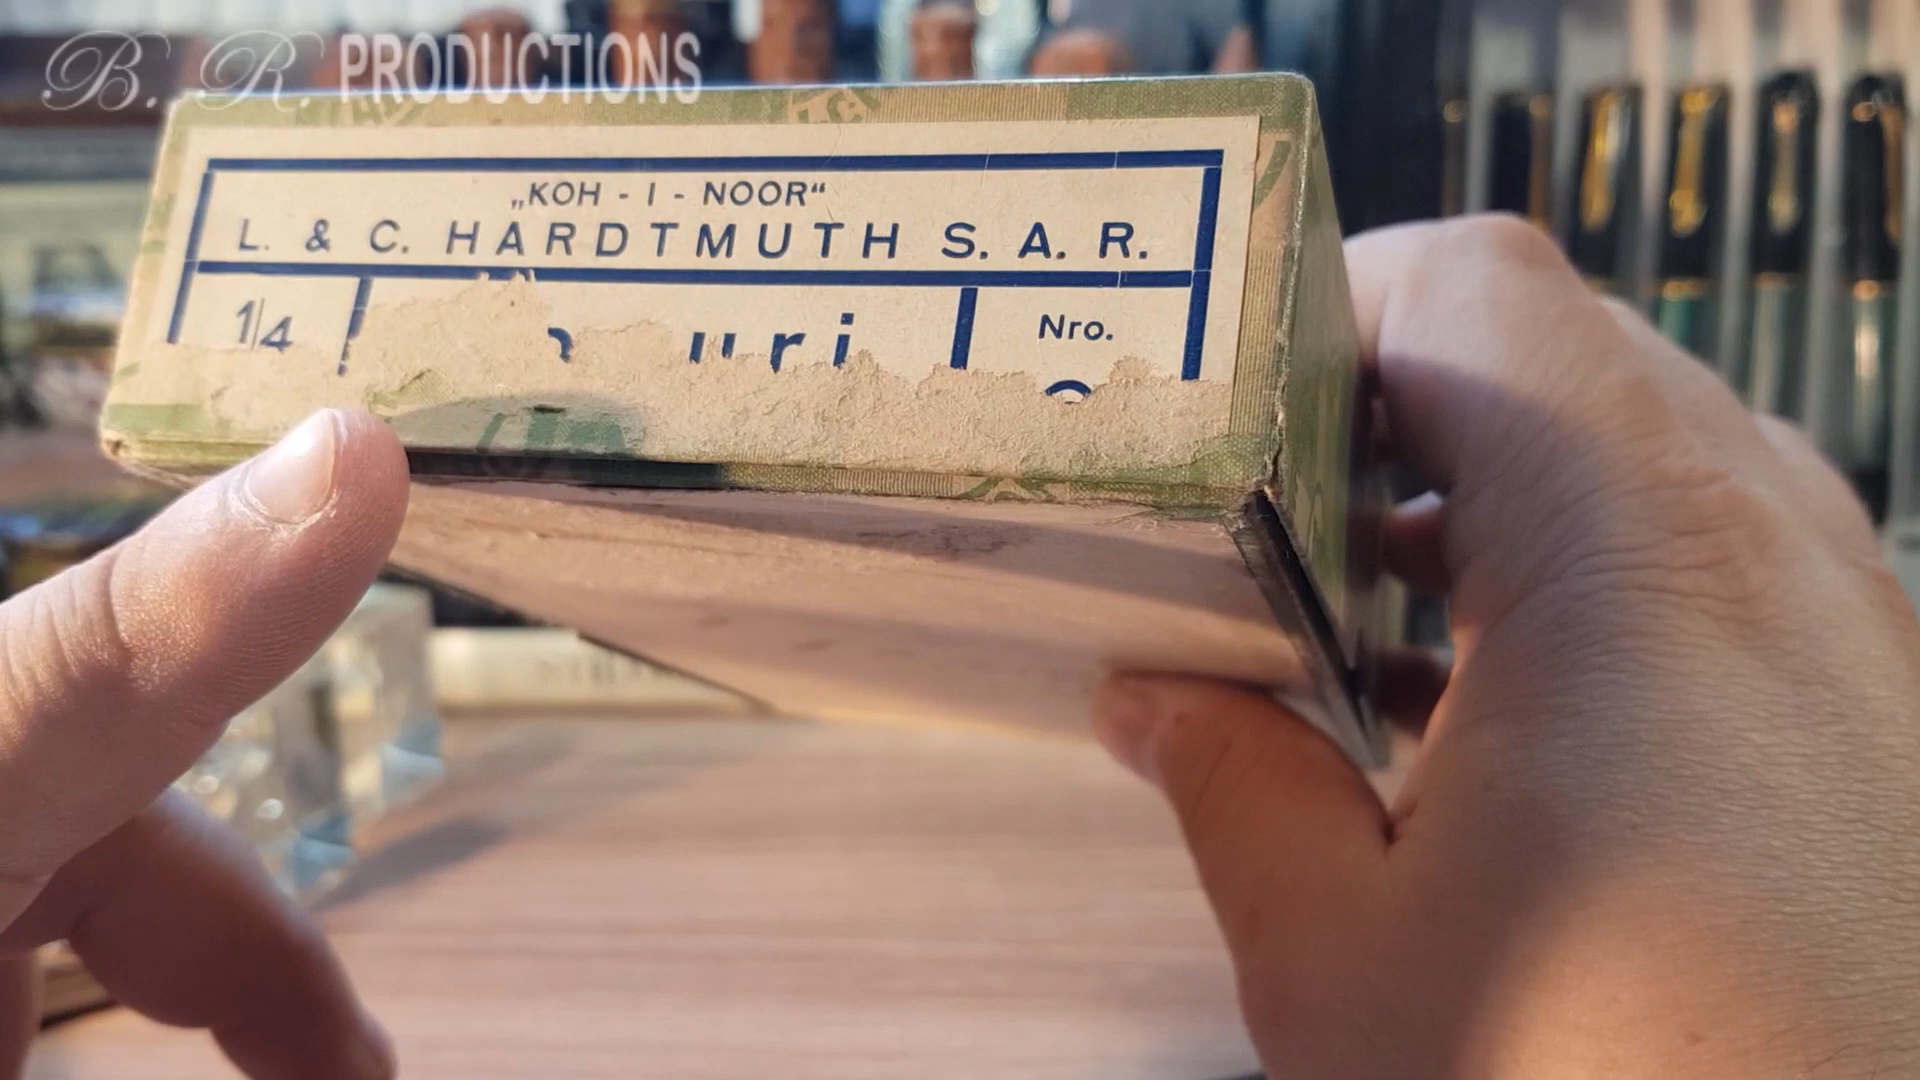 B. R. PRODUCTIONS
„KOH - I - NOOR“
L. & C. HARDTMUTH S. A. R.
1/4
Nro.